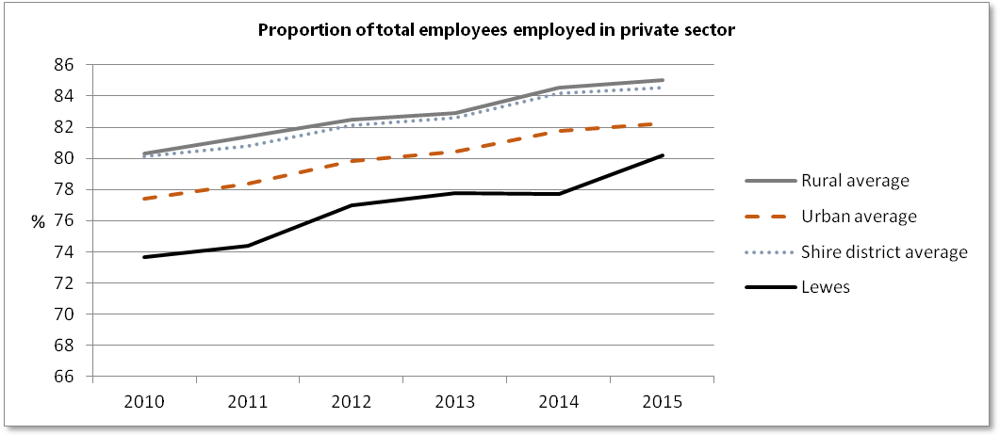 Proportion of total employees employed in private sector
86
84
82
80
78
76
74
72
70
68
66
%
2010 2011 2012 2013 2014 2015
Rural average
Urban average
Shire district average
Lewes